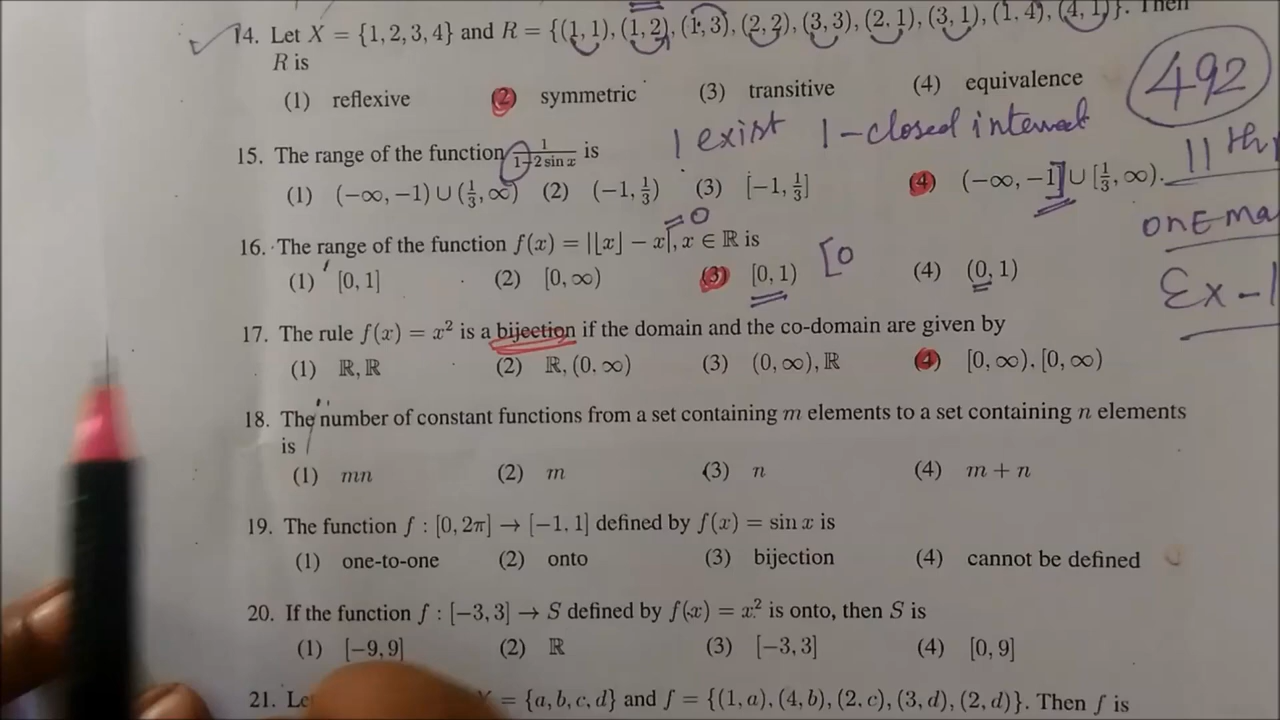 14. Let X = {1, 2, 3, 4} and R = {(1, 1), (1, 2), (1, 3), (2, 2), (3, 3), (2, 1), (3, 1), (1, 4), (4, 1)}. Then
R is
(1) reflexive (2) symmetric (3) transitive (4) equivalence
492
1 exist 1-closed interval
15. The range of the function 1/(1−2 sin x) is
(1) (−∞, −1) ∪ (1/3, ∞) (2) (−1, 1/3) (3) [−1, 1/3] (4) (−∞, −1] ∪ [1/3, ∞).
11th
one
=0
16. The range of the function f(x) = |⌊x⌋ − x|, x ∈ ℝ is
(1) [0, 1] (2) [0, ∞) (3) [0, 1) [0 (4) (0, 1)
Ex-1
17. The rule f(x) = x² is a bijection if the domain and the co-domain are given by
(1) ℝ, ℝ (2) ℝ, (0, ∞) (3) (0, ∞), ℝ (4) [0, ∞), [0, ∞)
18. The number of constant functions from a set containing m elements to a set containing n elements
is
(1) mn (2) m (3) n (4) m + n
19. The function f : [0, 2π] → [−1, 1] defined by f(x) = sin x is
(1) one-to-one (2) onto (3) bijection (4) cannot be defined
20. If the function f : [−3, 3] → S defined by f(x) = x² is onto, then S is
(1) [−9, 9] (2) ℝ (3) [−3, 3] (4) [0, 9]
21. = {a, b, c, d} and f = {(1, a), (4, b), (2, c), (3, d), (2, d)}. Then f is